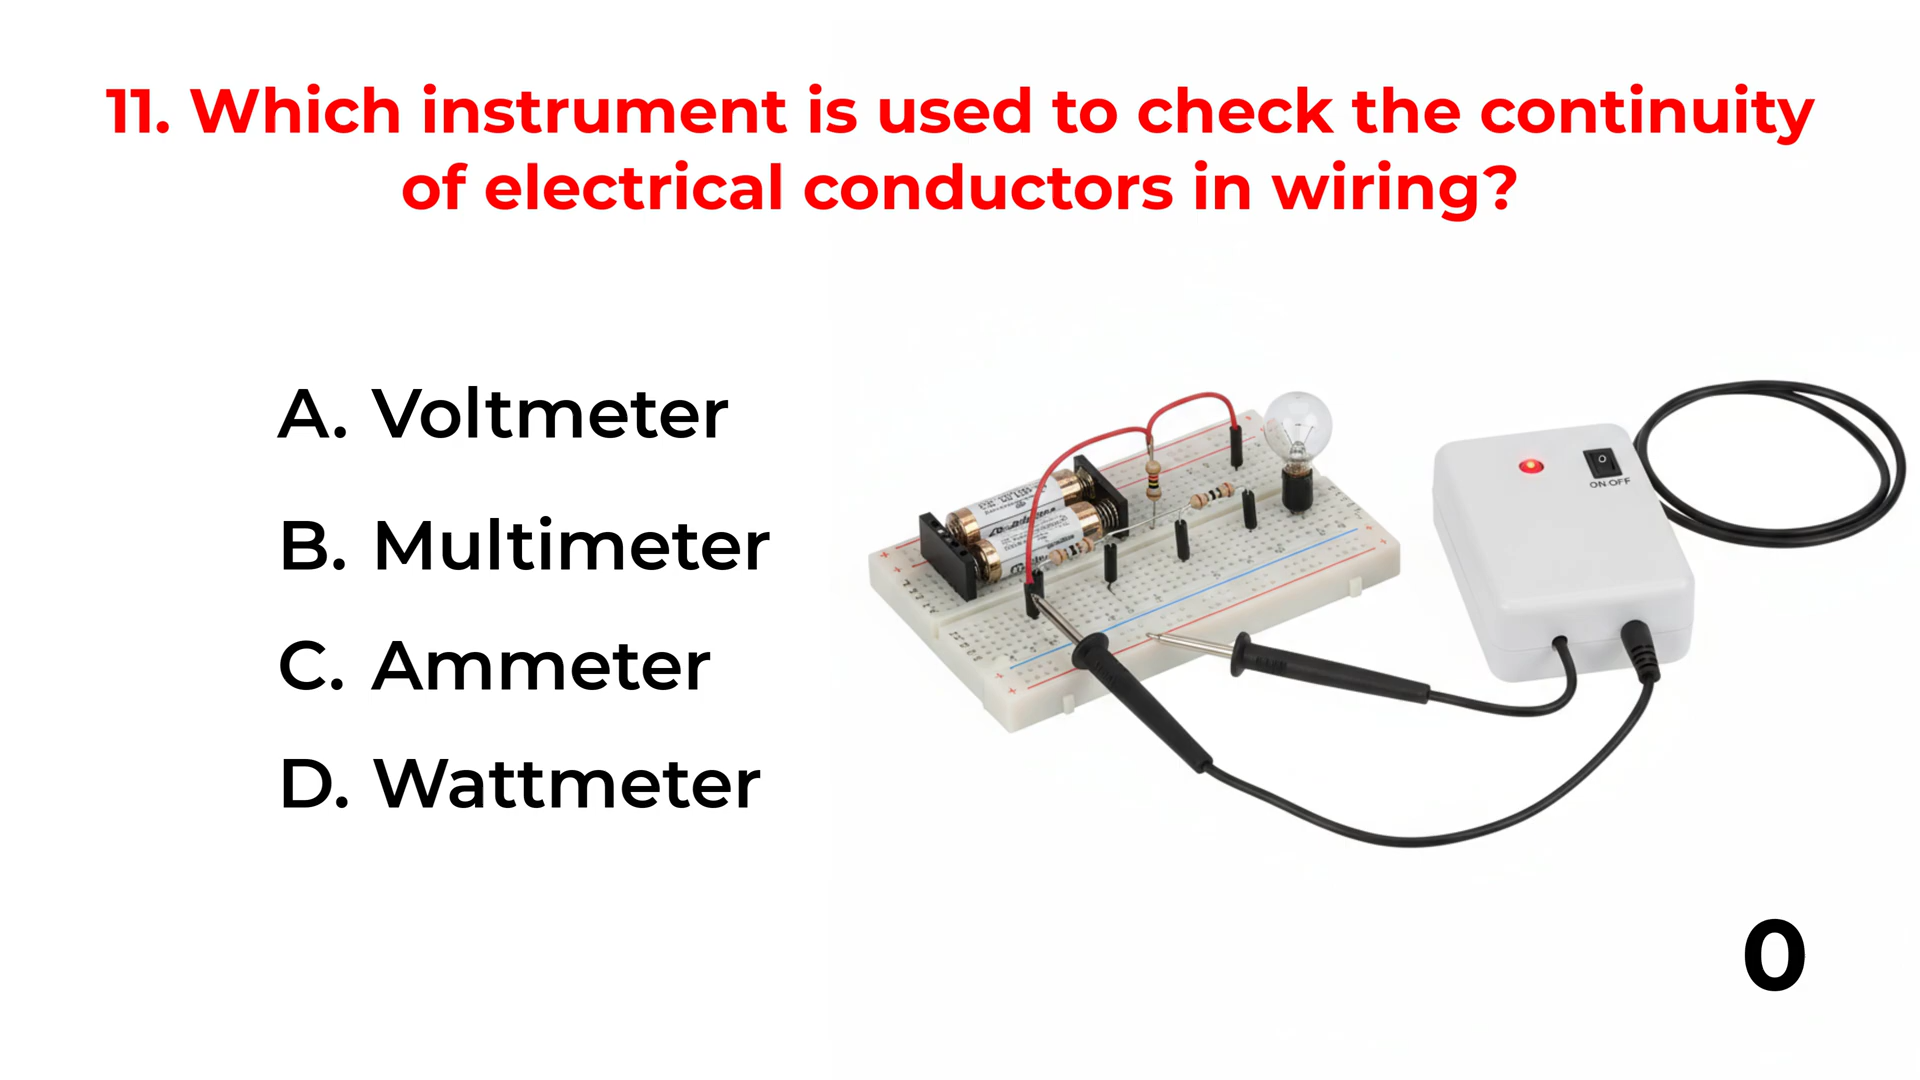 11. Which instrument is used to check the continuity
of electrical conductors in wiring?
A. Voltmeter
B. Multimeter
C. Ammeter
D. Wattmeter
ON OFF
0